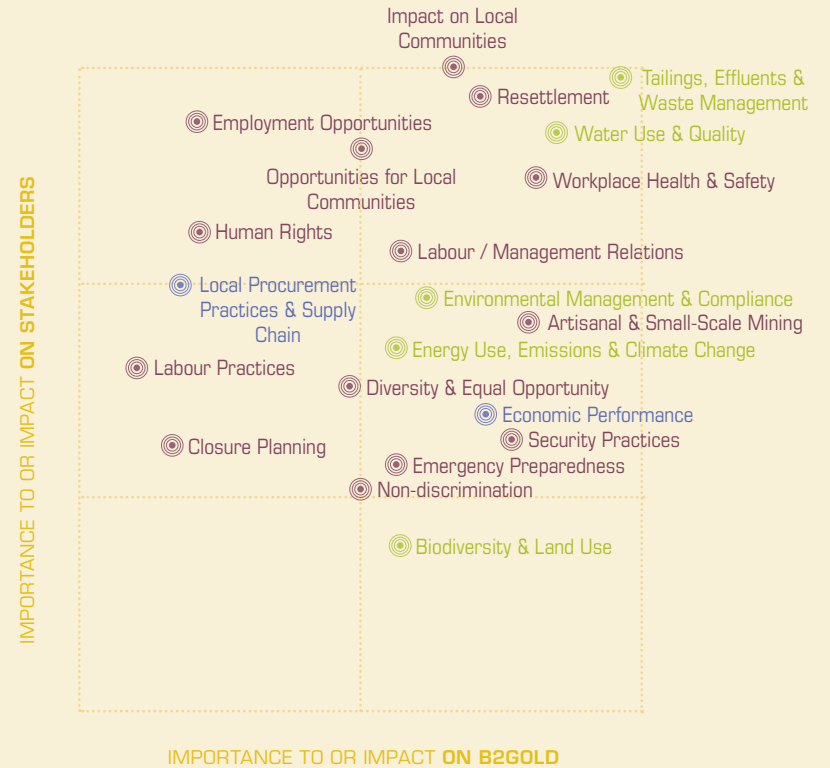 Impact on Local
Communities
Tailings, Effluents &
Waste Management
Resettlement
Employment Opportunities
Water Use & Quality
Opportunities for Local
Communities
Workplace Health & Safety
Human Rights
Labour / Management Relations
Local Procurement
Practices & Supply
Chain
Environmental Management & Compliance
Artisanal & Small-Scale Mining
Energy Use, Emissions & Climate Change
Labour Practices
Diversity & Equal Opportunity
Economic Performance
Security Practices
Closure Planning
Emergency Preparedness
Non-discrimination
Biodiversity & Land Use
IMPORTANCE TO OR IMPACT ON STAKEHOLDERS
IMPORTANCE TO OR IMPACT ON B2GOLD